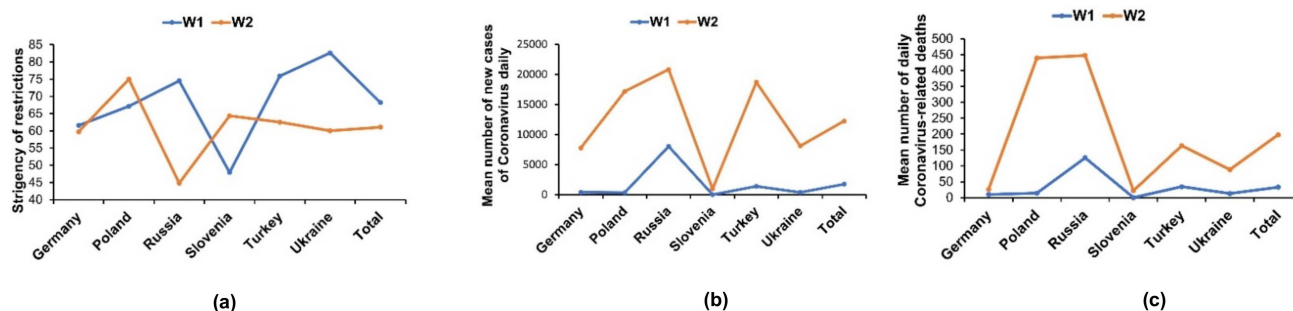 W1 W2
Strigency of restrictions
85
80
75
70
65
60
55
50
45
40
Germany
Poland
Russia
Slovenia
Turkey
Ukraine
Total
(a)
W1 W2
Mean number of new cases
of Coronavirus daily
25000
20000
15000
10000
5000
0
Germany
Poland
Russia
Slovenia
Turkey
Ukraine
Total
(b)
W1 W2
Mean number of daily
Coronavirus-related deaths
500
450
400
350
300
250
200
150
100
50
0
Germany
Poland
Russia
Slovenia
Turkey
Ukraine
Total
(c)